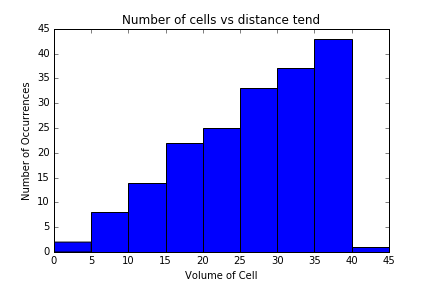 Number of cells vs distance tend
45
40
35
30
25
20
15
10
5
0
Number of Occurrences
0 5 10 15 20 25 30 35 40 45
Volume of Cell